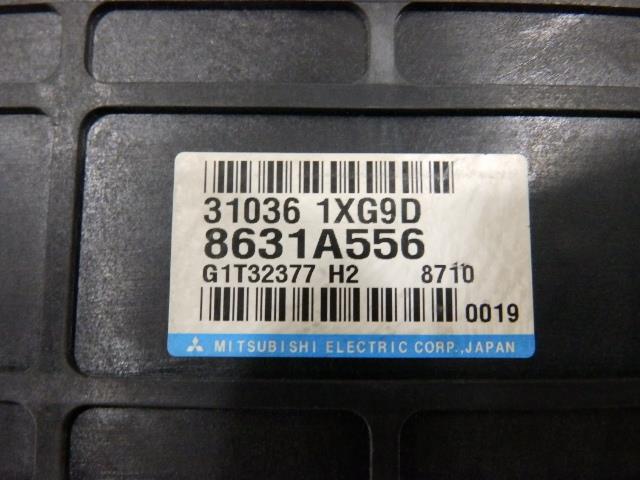 31036 1XG9D
8631A556
G1T32377 H2 8710
0019
MITSUBISHI ELECTRIC CORP.,JAPAN